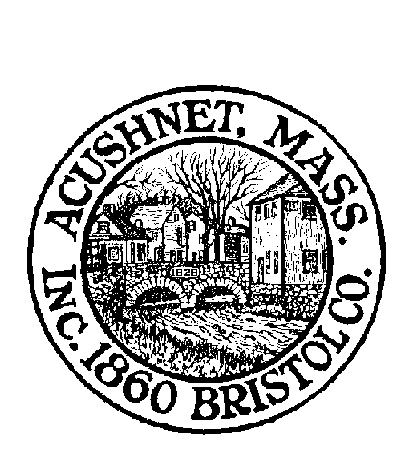 ACUSHNET, MASS.
INC. 1860 BRISTOL CO.
1828